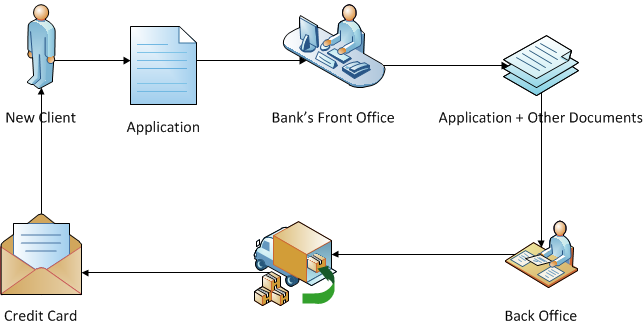 New Client
Application
Bank's Front Office
Application + Other Documents
Credit Card
Back Office